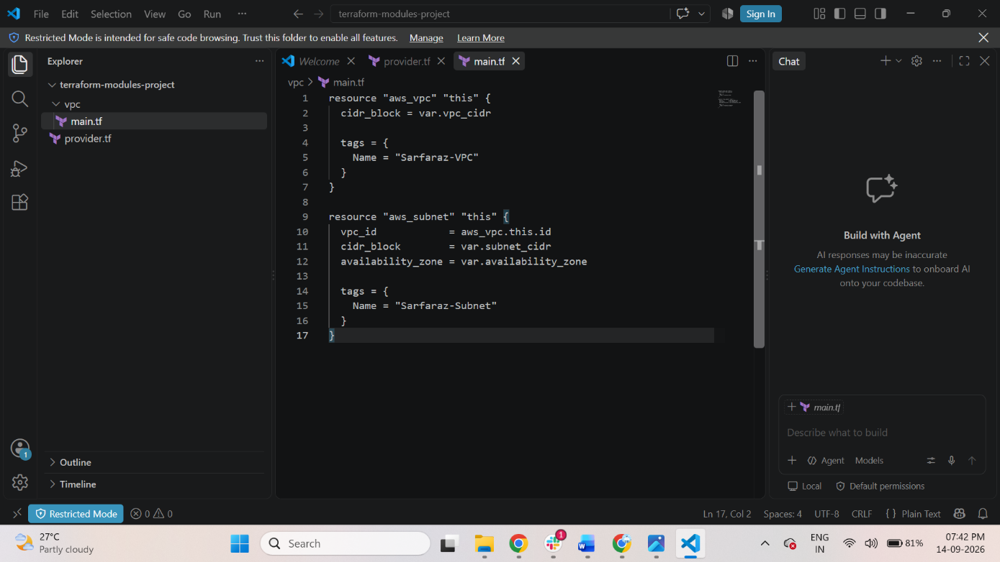 File Edit Selection View Go Run ··· terraform-modules-project Sign In
Restricted Mode is intended for safe code browsing. Trust this folder to enable all features. Manage Learn More
Explorer
terraform-modules-project
vpc
main.tf
provider.tf
Outline
Timeline
Welcome provider.tf main.tf
vpc > main.tf
1 resource "aws_vpc" "this" {
2 cidr_block = var.vpc_cidr
3
4 tags = {
5 Name = "Sarfaraz-VPC"
6 }
7 }
8
9 resource "aws_subnet" "this" {
10 vpc_id = aws_vpc.this.id
11 cidr_block = var.subnet_cidr
12 availability_zone = var.availability_zone
13
14 tags = {
15 Name = "Sarfaraz-Subnet"
16 }
17 }
Chat
Build with Agent
AI responses may be inaccurate
Generate Agent Instructions to onboard AI
onto your codebase.
main.tf
Describe what to build
Agent Models
Local Default permissions
1
Restricted Mode 0 0 Ln 17, Col 2 Spaces: 4 UTF-8 CRLF {} Plain Text
27°C
Partly cloudy
Search
1
ENG
IN
81%
07:42 PM
14-09-2026